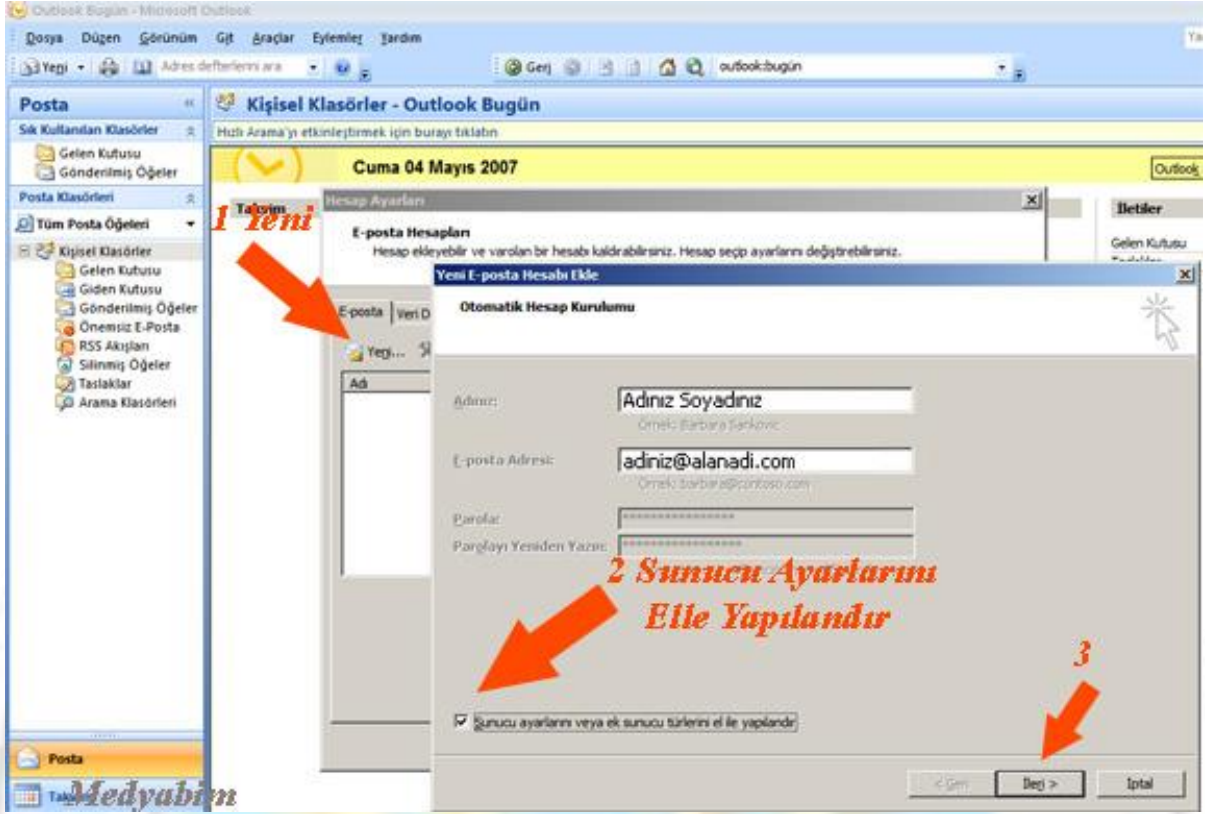 Outlook Bugün - Microsoft Outlook
Dosya Düzen Görünüm Git Araçlar Eylemler Yardım
Yeni Adres defterlerini ara Geri outlook:bugün
Posta
Kişisel Klasörler - Outlook Bugün
Sık Kullanılan Klasörler
Hızlı Arama'yı etkinleştirmek için burayı tıklatın
Gelen Kutusu
Gönderilmiş Öğeler
Cuma 04 Mayıs 2007
Outlook
Posta Klasörleri
Tüm Posta Öğeleri
Kişisel Klasörler
Gelen Kutusu
Giden Kutusu
Gönderilmiş Öğeler
Önemsiz E-Posta
RSS Akışları
Silinmiş Öğeler
Taslaklar
Arama Klasörleri
Takvim
1 Yeni
İletiler
Gelen Kutusu
Hesap Ayarları
E-posta Hesapları
Hesap ekleyebilir ve varolan bir hesabı kaldırabilirsiniz. Hesap seçip ayarlarını değiştirebilirsiniz.
E-posta Veri D
Yeni...
Adı
Yeni E-posta Hesabı Ekle
Otomatik Hesap Kurulumu
Adınız: Adınız Soyadınız
Örnek: Barbara Sankovic
E-posta Adresi: adiniz@alanadi.com
Örnek: barbara@contoso.com
Parola: ****************
Parolayı Yeniden Yazın: *****************
2 Sunucu Ayarlarını
Elle Yapılandır
3
Sunucu ayarlarını veya ek sunucu türlerini el ile yapılandır
< Geri İleri > İptal
Posta
Medyabim